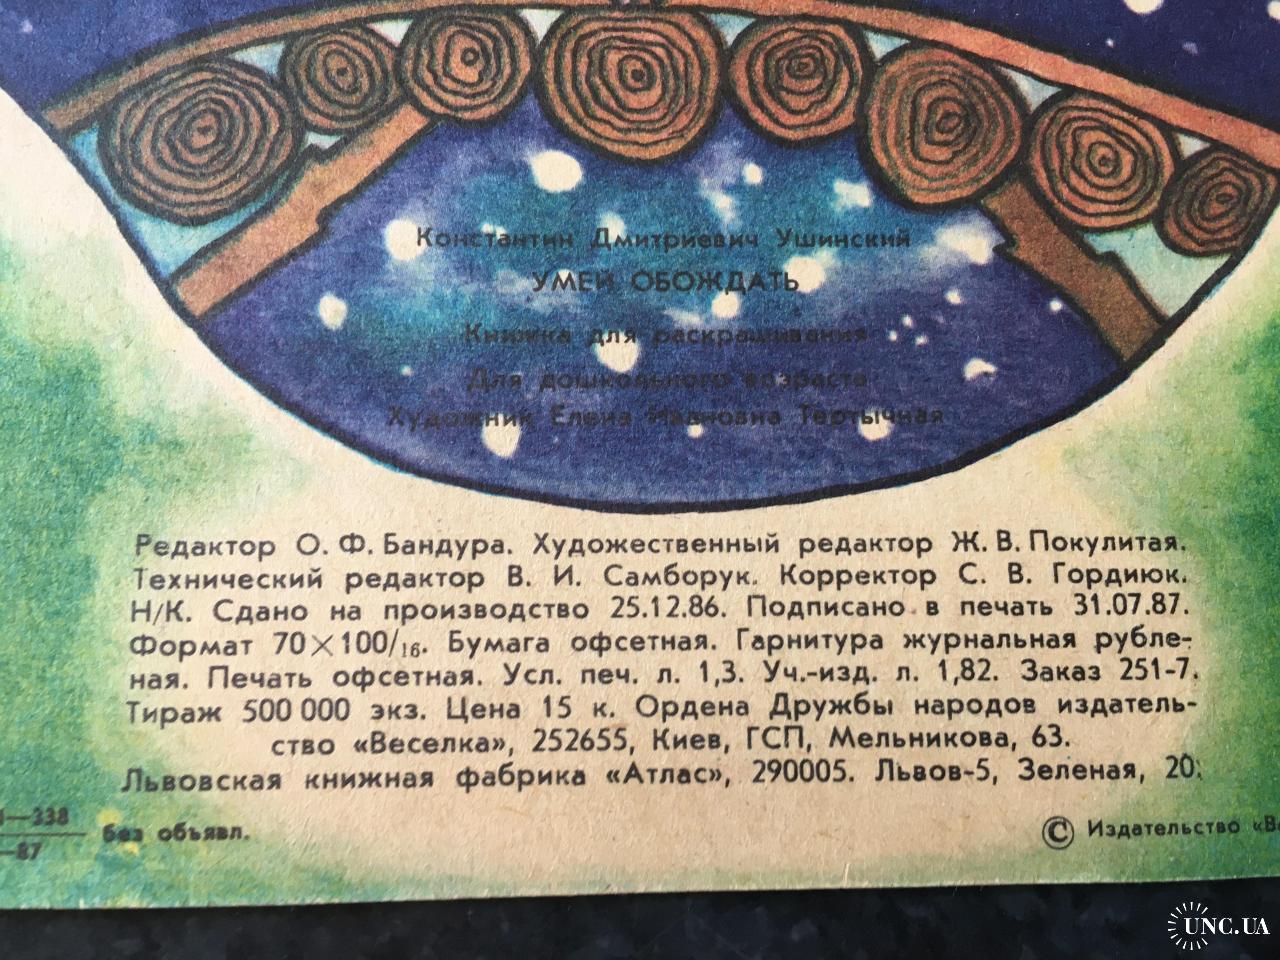 Константин Дмитриевич Ушинский
УМЕЙ ОБОЖДАТЬ
Книжка для раскрашивания
Для дошкольного возраста
Художник Елена Ивановна Тертычная
Редактор О. Ф. Бандура. Художественный редактор Ж. В. Покулитая.
Технический редактор В. И. Самборук. Корректор С. В. Гордиюк.
Н/К. Сдано на производство 25.12.86. Подписано в печать 31.07.87.
Формат 70×100/16. Бумага офсетная. Гарнитура журнальная рубле-
ная. Печать офсетная. Усл. печ. л. 1,3. Уч.-изд. л. 1,82. Заказ 251-7.
Тираж 500 000 экз. Цена 15 к. Ордена Дружбы народов издатель-
ство «Веселка», 252655, Киев, ГСП, Мельникова, 63.
Львовская книжная фабрика «Атлас», 290005. Львов-5, Зеленая, 20.
—338
—87 без объявл.
© Издательство «Ве
UNC.UA